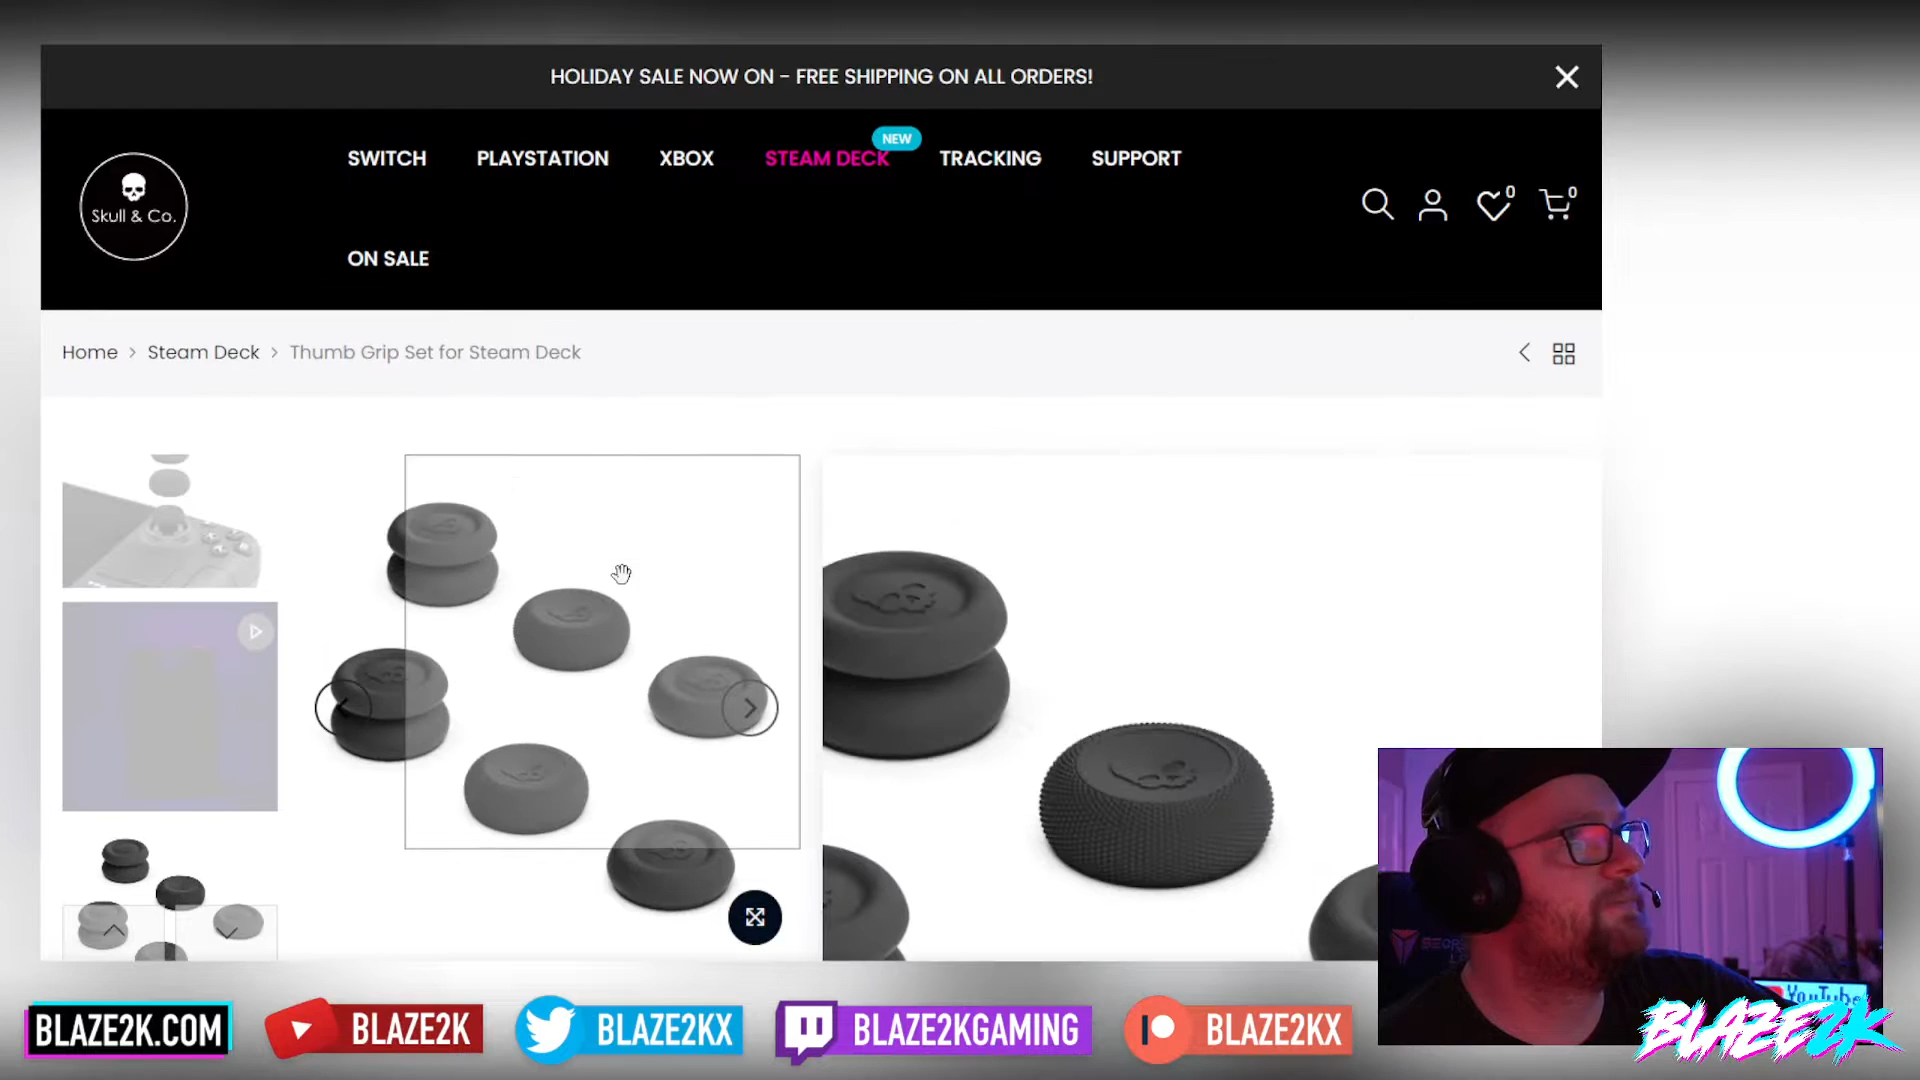 HOLIDAY SALE NOW ON - FREE SHIPPING ON ALL ORDERS!
Skull & Co.
SWITCH PLAYSTATION XBOX STEAM DECK NEW TRACKING SUPPORT
0 0
ON SALE
Home > Steam Deck > Thumb Grip Set for Steam Deck
YouTube
BLAZE2K.COM BLAZE2K BLAZE2KX BLAZE2KGAMING BLAZE2KX BLAZE2K